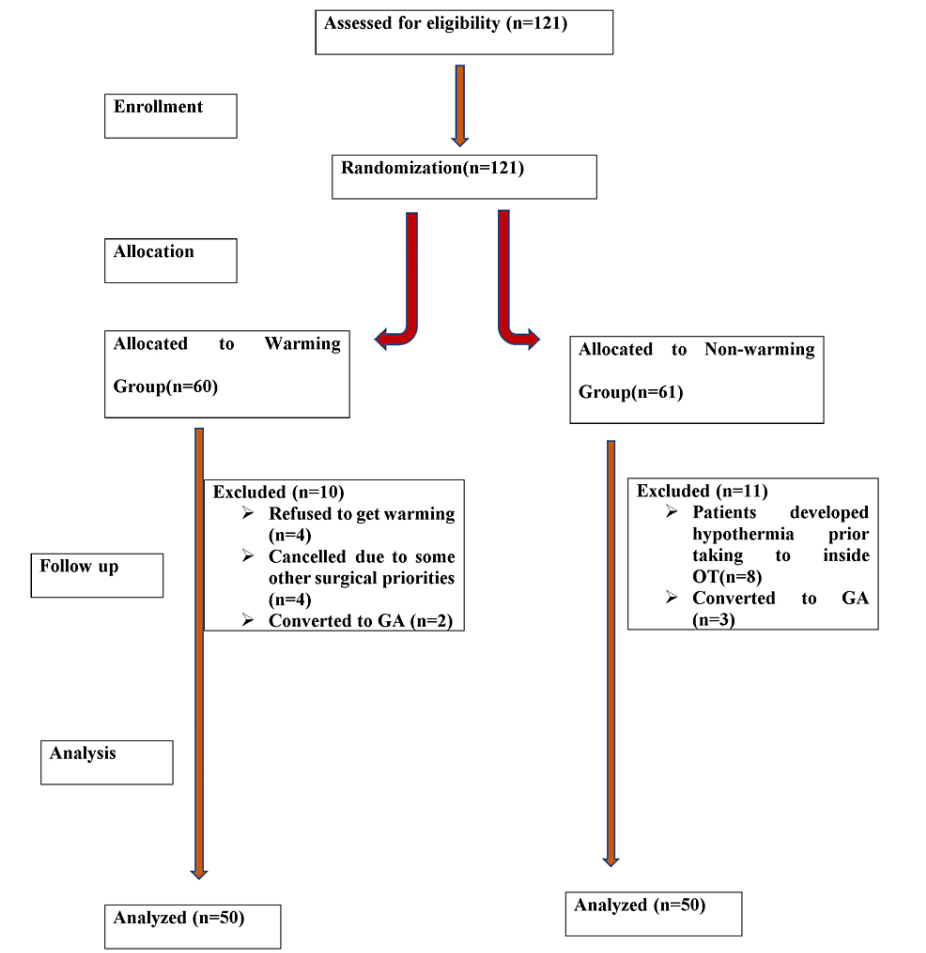 Assessed for eligibility (n=121)
Enrollment
Randomization(n=121)
Allocation
Allocated to Warming
Group(n=60)
Allocated to Non-warming
Group(n=61)
Excluded (n=10)
➢ Refused to get warming
(n=4)
➢ Cancelled due to some
other surgical priorities
(n=4)
➢ Converted to GA (n=2)
Excluded (n=11)
➢ Patients developed
hypothermia prior
taking to inside
OT(n=8)
➢ Converted to GA
(n=3)
Follow up
Analysis
Analyzed (n=50)
Analyzed (n=50)